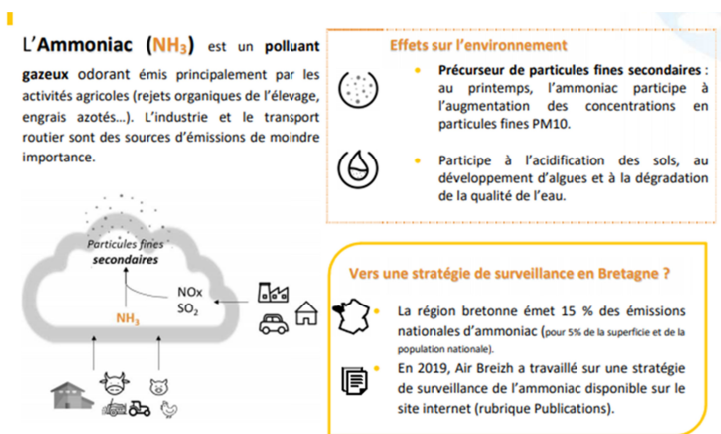 L'Ammoniac (NH3) est un polluant
gazeux odorant émis principalement par les
activités agricoles (rejets organiques de l'élevage,
engrais azotés...). L'industrie et le transport
routier sont des sources d'émissions de moindre
importance.
Particules fines
secondaires
NOx
SO2
NH3
Effets sur l'environnement
• Précurseur de particules fines secondaires :
au printemps, l'ammoniac participe à
l'augmentation des concentrations en
particules fines PM10.
• Participe à l'acidification des sols, au
développement d'algues et à la dégradation
de la qualité de l'eau.
Vers une stratégie de surveillance en Bretagne ?
• La région bretonne émet 15 % des émissions
nationales d'ammoniac (pour 5% de la superficie et de la
population nationale).
• En 2019, Air Breizh a travaillé sur une stratégie
de surveillance de l'ammoniac disponible sur le
site internet (rubrique Publications).